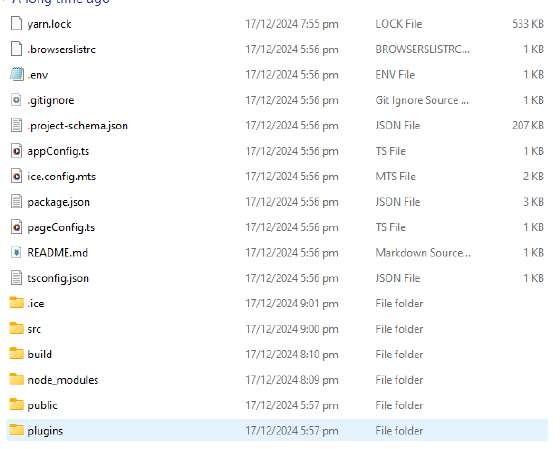 A long time ago
yarn.lock 17/12/2024 7:55 pm LOCK File 533 KB
.browserslistrc 17/12/2024 5:56 pm BROWSERSLISTRC... 1 KB
.env 17/12/2024 5:56 pm ENV File 1 KB
.gitignore 17/12/2024 5:56 pm Git Ignore Source ... 1 KB
.project-schema.json 17/12/2024 5:56 pm JSON File 207 KB
appConfig.ts 17/12/2024 5:56 pm TS File 1 KB
ice.config.mts 17/12/2024 5:56 pm MTS File 2 KB
package.json 17/12/2024 5:56 pm JSON File 3 KB
pageConfig.ts 17/12/2024 5:56 pm TS File 1 KB
README.md 17/12/2024 5:56 pm Markdown Source... 1 KB
tsconfig.json 17/12/2024 5:56 pm JSON File 1 KB
.ice 17/12/2024 9:01 pm File folder
src 17/12/2024 9:00 pm File folder
build 17/12/2024 8:10 pm File folder
node_modules 17/12/2024 8:09 pm File folder
public 17/12/2024 5:57 pm File folder
plugins 17/12/2024 5:57 pm File folder